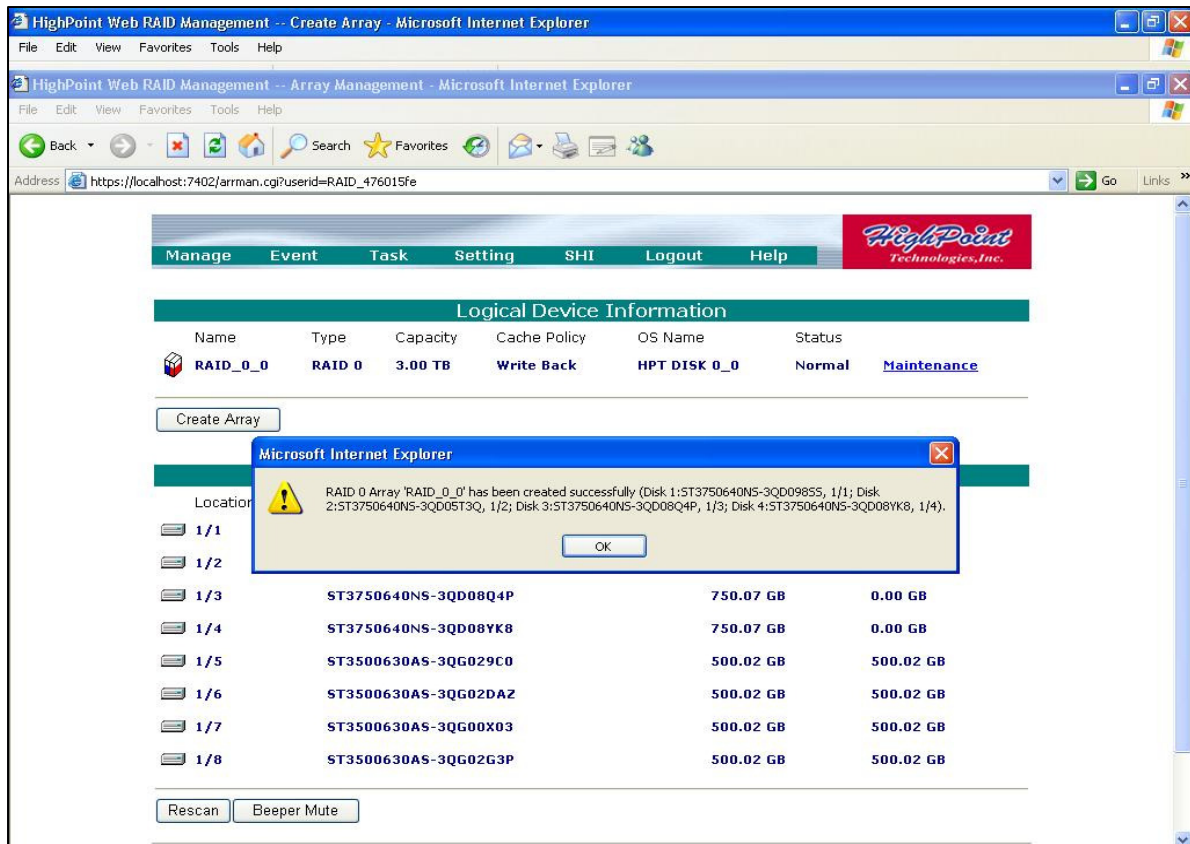 HighPoint Web RAID Management -- Create Array - Microsoft Internet Explorer
File Edit View Favorites Tools Help
HighPoint Web RAID Management -- Array Management - Microsoft Internet Explorer
File Edit View Favorites Tools Help
Back Search Favorites
Address https://localhost:7402/arrman.cgi?userid=RAID_476015fe Go Links »
HighPoint
Technologies,Inc.
Manage Event Task Setting SHI Logout Help
Logical Device Information
Name Type Capacity Cache Policy OS Name Status
RAID_0_0 RAID 0 3.00 TB Write Back HPT DISK 0_0 Normal Maintenance
Create Array
Microsoft Internet Explorer
RAID 0 Array 'RAID_0_0' has been created successfully (Disk 1:ST3750640NS-3QD098SS, 1/1; Disk
2:ST3750640NS-3QD05T3Q, 1/2; Disk 3:ST3750640NS-3QD08Q4P, 1/3; Disk 4:ST3750640NS-3QD08YK8, 1/4).
OK
Location
1/1
1/2
1/3 ST3750640NS-3QD08Q4P 750.07 GB 0.00 GB
1/4 ST3750640NS-3QD08YK8 750.07 GB 0.00 GB
1/5 ST3500630AS-3QG029C0 500.02 GB 500.02 GB
1/6 ST3500630AS-3QG02DAZ 500.02 GB 500.02 GB
1/7 ST3500630AS-3QG00X03 500.02 GB 500.02 GB
1/8 ST3500630AS-3QG02G3P 500.02 GB 500.02 GB
Rescan Beeper Mute